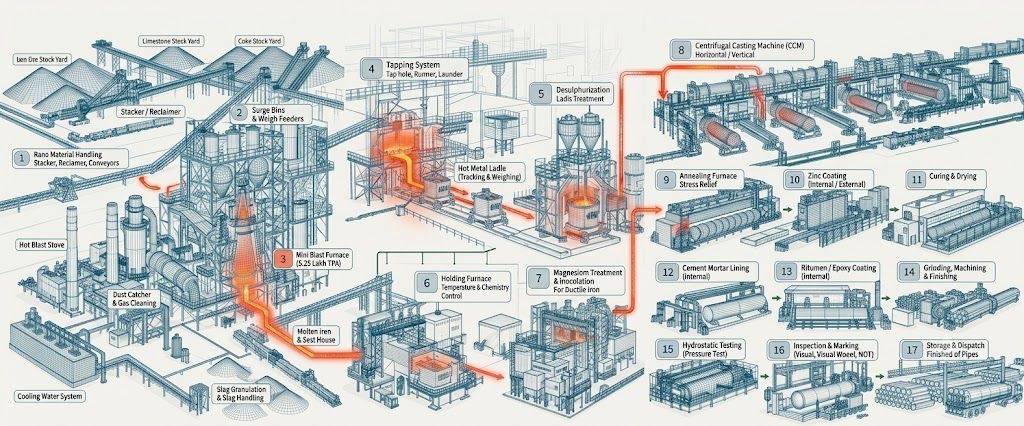 Limestone Stock Yard
Coke Stock Yard
Stock Yard
Stacker / Reclaimer
2
Surge Bins
& Weigh Feeders
1
Rano Material Handling
Stacker, Reclaimer, Conveyors
Hot Blast Stove
3
Mini Blast Furnace
(5.25 Lakh TPA)
Dust Catcher
& Gas Cleaning
Molten iron
& Sest House
Cooling Water System
Slag Granulation
& Slag Handling
4
Tapping System
Tap hole, Runner, Launder
Hot Metal Ladle
(Tracking & Weighing)
5
Desulphurization
Ladis Treatment
6
Holding Furnace
Temperature & Chemistry
Control
7
Magnesiom Treatment
& inocolation
For Ductile iron
8
Centrifugal Casting Machine (CCM)
Horizontal / Vertical
9
Annealing Furnace
Stress Relief
10
Zinc Coating
(Internal / External)
11
Curing & Drying
12
Cement Mortar Lining
(Internal)
13
Ritumen / Epoxy Coating
(internal)
14
Grinding, Machining
& Finishing
15
Hydrostatic Testing
(Pressure Test)
16
Inspection & Marking
(Visual, Visual Woeel, NOT)
17
Storage & Dispatch
Finished of Pipes